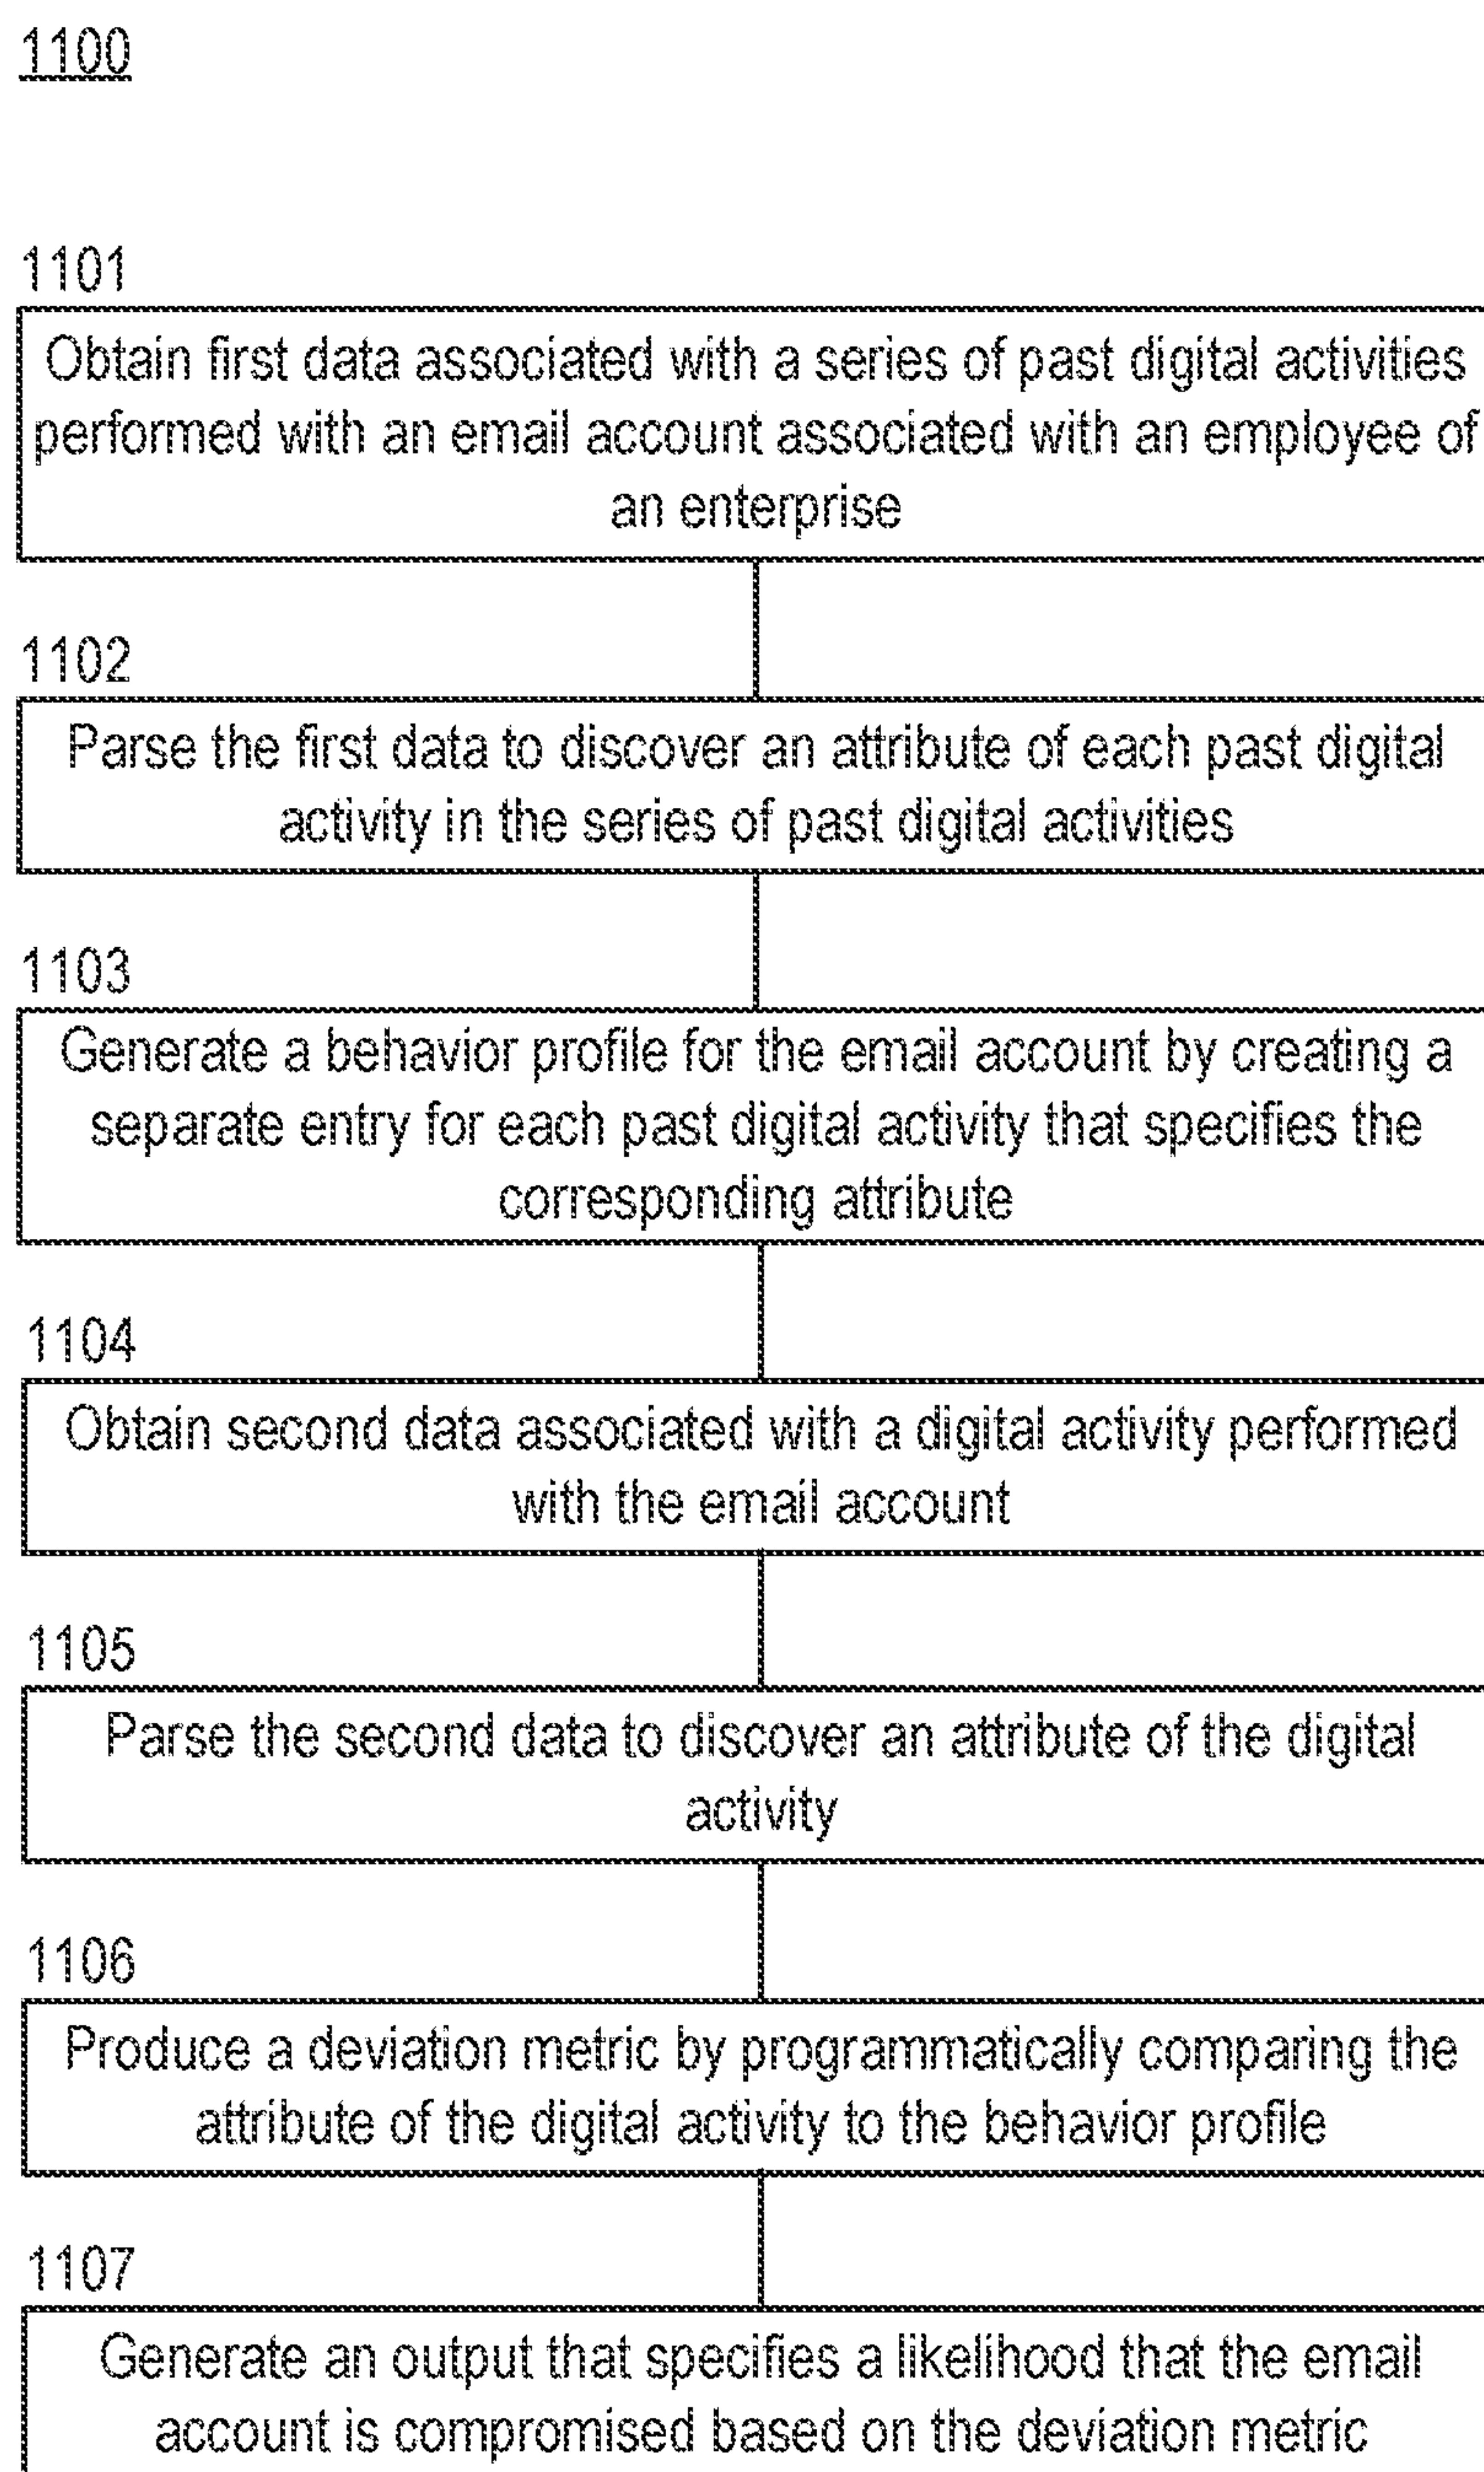 1100
1101
Obtain first data associated with a series of past digital activities
performed with an email account associated with an employee of
an enterprise
1102
Parse the first data to discover an attribute of each past digital
activity in the series of past digital activities
1103
Generate a behavior profile for the email account by creating a
separate entry for each past digital activity that specifies the
corresponding attribute
1104
Obtain second data associated with a digital activity performed
with the email account
1105
Parse the second data to discover an attribute of the digital
activity
1106
Produce a deviation metric by programmatically comparing the
attribute of the digital activity to the behavior profile
1107
Generate an output that specifies a likelihood that the email
account is compromised based on the deviation metric